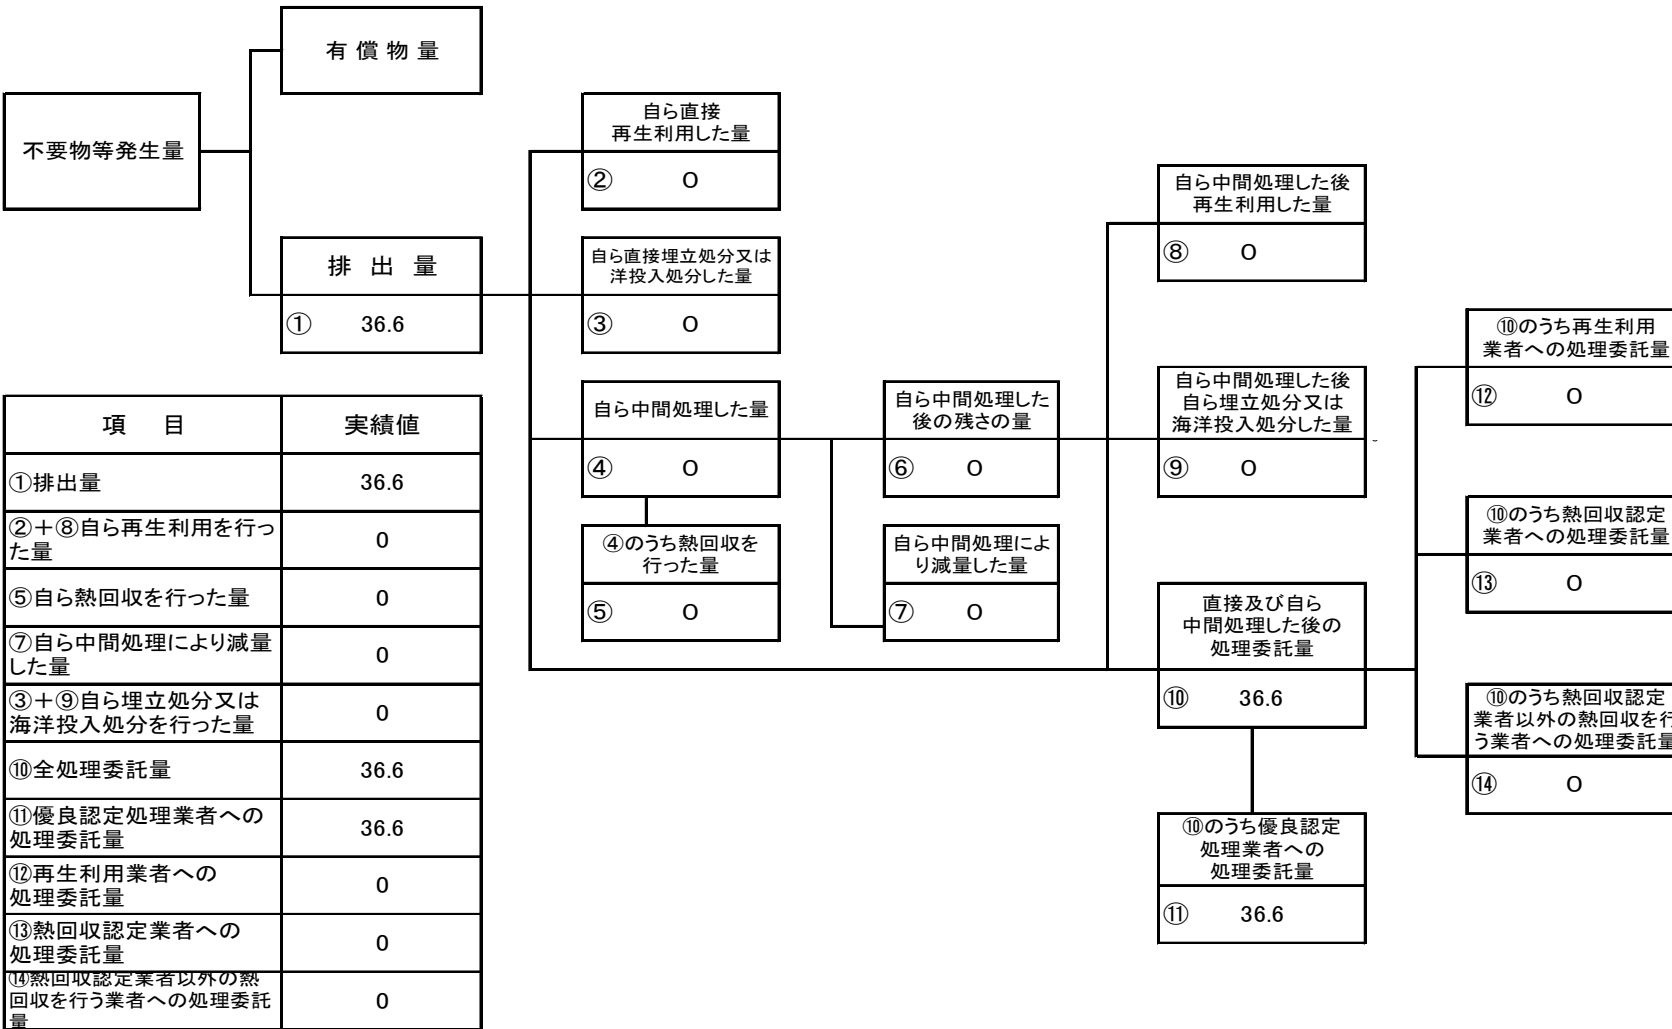 有 償 物 量
不要物等発生量
排 出 量
① 36.6
自ら直接
再生利用した量
② 0
自ら直接埋立処分又は
洋投入処分した量
③ 0
自ら中間処理した量
④ 0
④のうち熱回収を
行った量
⑤ 0
自ら中間処理した
後の残さの量
⑥ 0
自ら中間処理によ
り減量した量
⑦ 0
自ら中間処理した後
再生利用した量
⑧ 0
自ら中間処理した後
自ら埋立処分又は
海洋投入処分した量
⑨ 0
直接及び自ら
中間処理した後の
処理委託量
⑩ 36.6
⑩のうち優良認定
処理業者への
処理委託量
⑪ 36.6
⑩のうち再生利用
業者への処理委託量
⑫ 0
⑩のうち熱回収認定
業者への処理委託量
⑬ 0
⑩のうち熱回収認定
業者以外の熱回収を行
う業者への処理委託量
⑭ 0
項 目 実績値
①排出量 36.6
②＋⑧自ら再生利用を行っ
た量 0
⑤自ら熱回収を行った量 0
⑦自ら中間処理により減量
した量 0
③＋⑨自ら埋立処分又は
海洋投入処分を行った量 0
⑩全処理委託量 36.6
⑪優良認定処理業者への
処理委託量 36.6
⑫再生利用業者への
処理委託量 0
⑬熱回収認定業者への
処理委託量 0
⑭熱回収認定業者以外の熱
回収を行う業者への処理委託
量 0